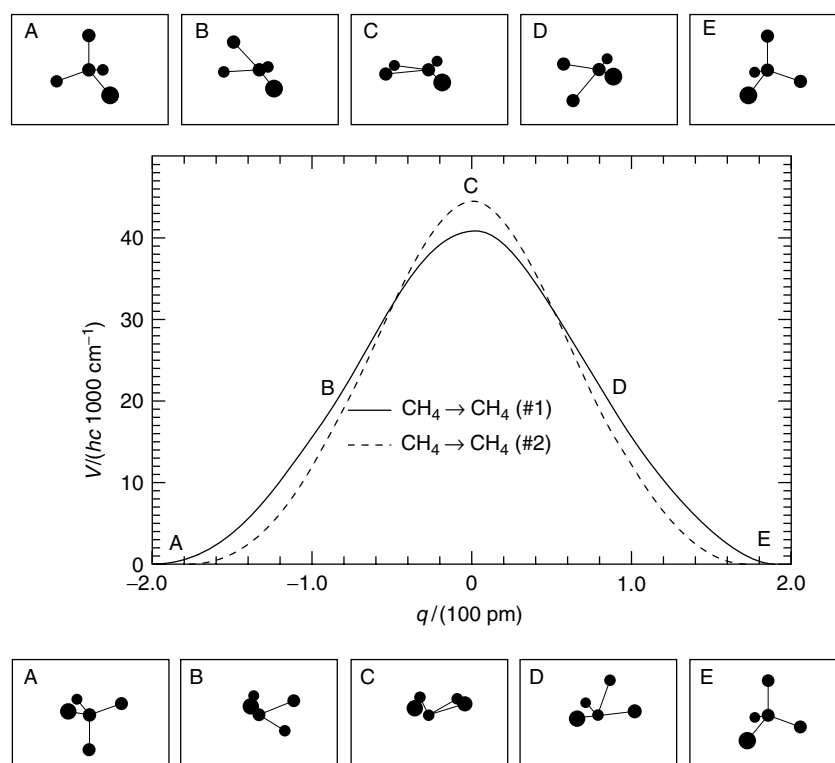 A B C D E
C
40
30
20
10
0
V/(hc 1000 cm⁻¹)
B
D
CH₄ → CH₄ (#1)
CH₄ → CH₄ (#2)
A
E
−2.0 −1.0 0 1.0 2.0
q/(100 pm)
A B C D E